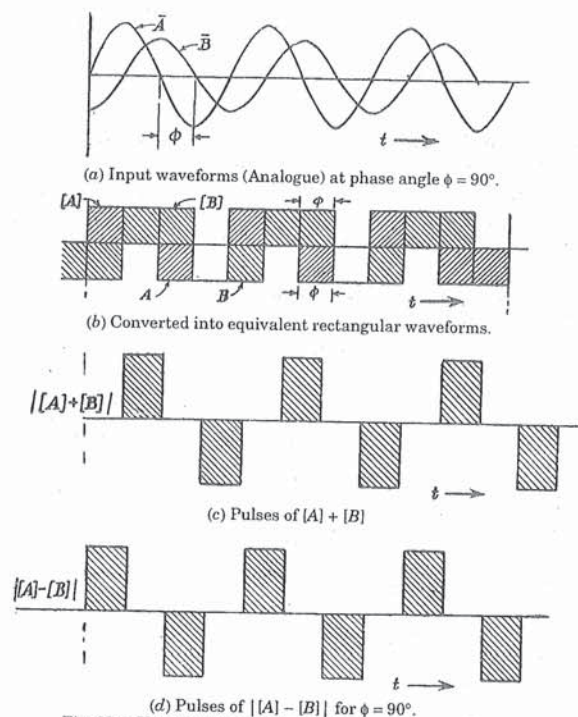 Ā
B̄
ϕ
t
(a) Input waveforms (Analogue) at phase angle ϕ = 90°.
[A]
[B]
φ
A
B
φ
t
(b) Converted into equivalent rectangular waveforms.
|[A]+[B]|
t
(c) Pulses of [A] + [B]
|[A]-[B]|
t
(d) Pulses of |[A] – [B]| for ϕ = 90°.